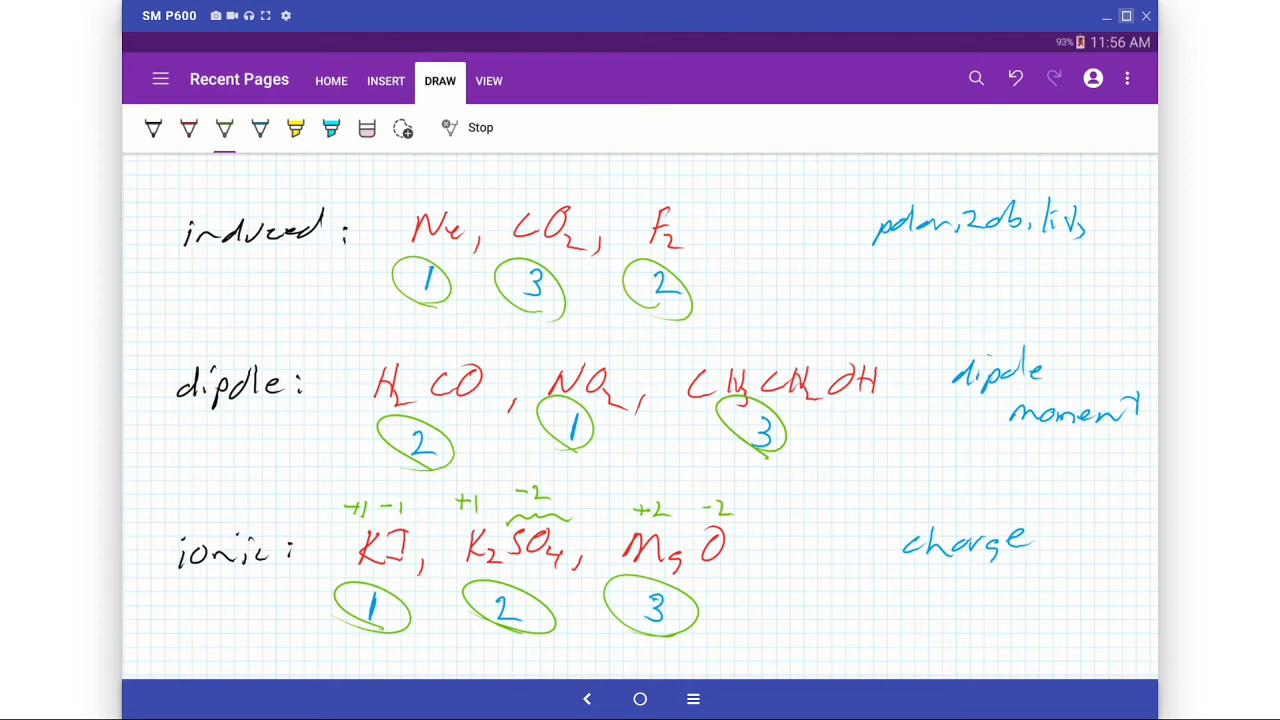 SM P600
93% 11:56 AM
Recent Pages HOME INSERT DRAW VIEW
Stop
induced: Ne, CO2, F2
1 3 2
dipole: H2CO, NO2, CH3CH2OH dipole
moment
2 1 3
+1 -1 +1 -2 +2 -2
ionic: KI, K2SO4, MgO charge
1 2 3